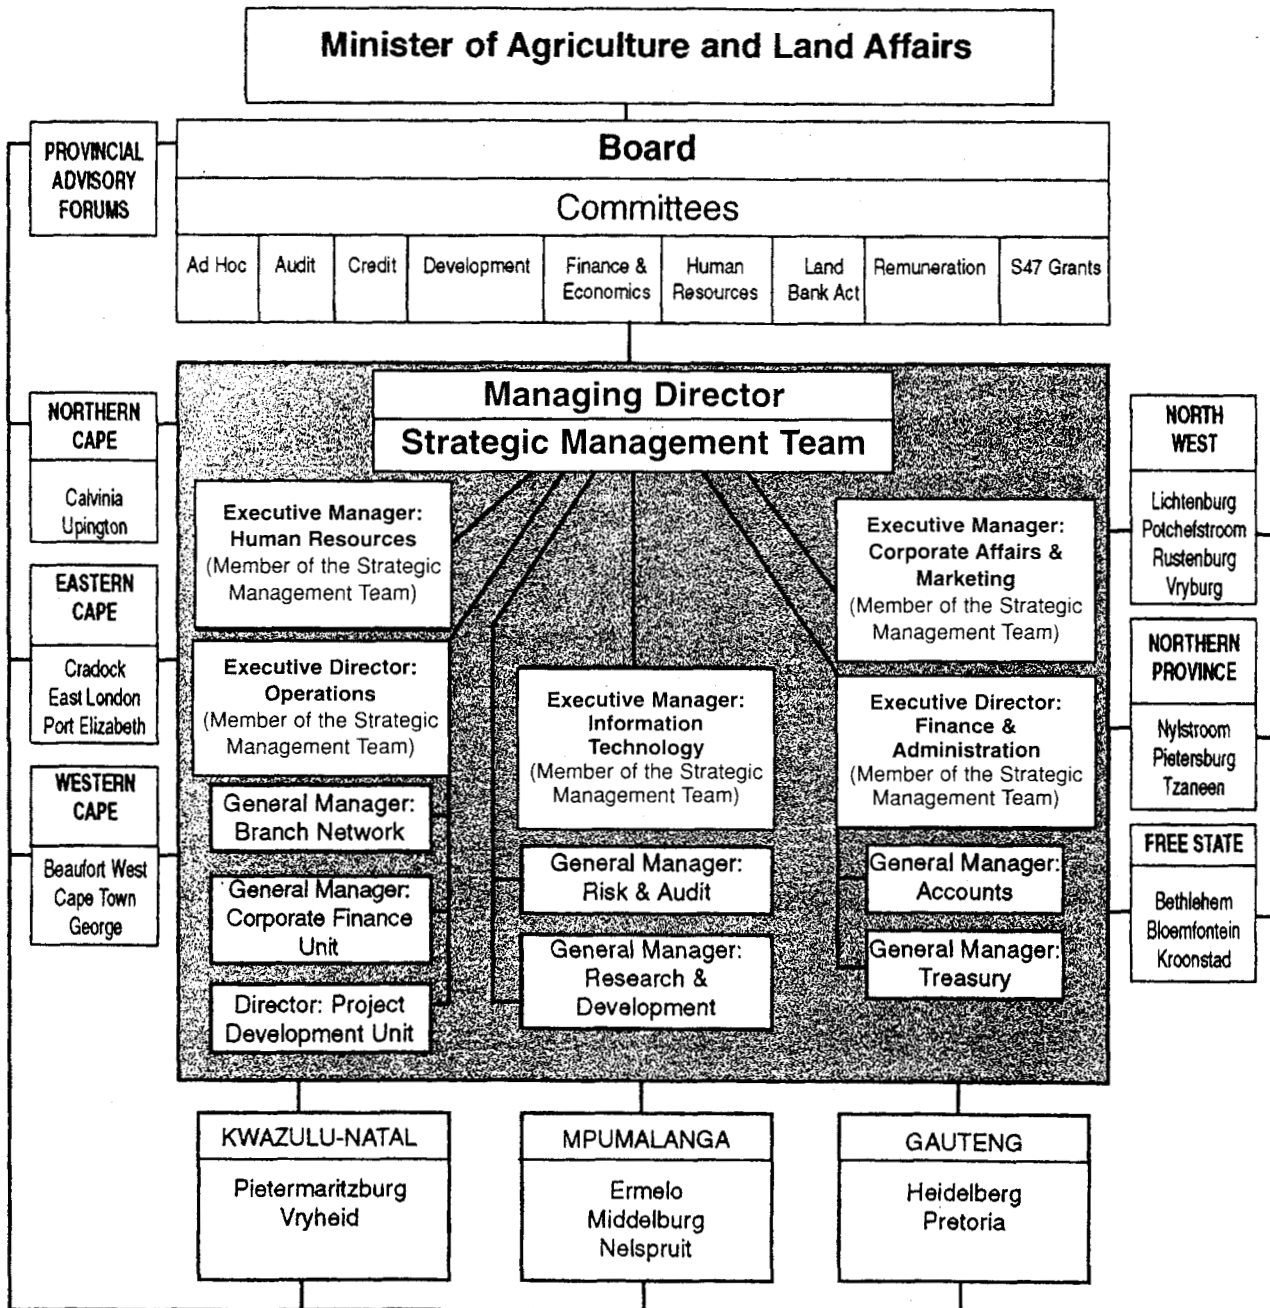 Minister of Agriculture and Land Affairs
PROVINCIAL
ADVISORY
FORUMS
Board
Committees
Ad Hoc
Audit
Credit
Development
Finance &
Economics
Human
Resources
Land
Bank Act
Remuneration
S47 Grants
Managing Director
Strategic Management Team
NORTHERN
CAPE
Calvinia
Upington
EASTERN
CAPE
Cradock
East London
Port Elizabeth
WESTERN
CAPE
Beaufort West
Cape Town
George
Executive Manager:
Human Resources
(Member of the Strategic
Management Team)
Executive Director:
Operations
(Member of the Strategic
Management Team)
General Manager:
Branch Network
General Manager:
Corporate Finance
Unit
Director: Project
Development Unit
Executive Manager:
Information
Technology
(Member of the Strategic
Management Team)
General Manager:
Risk & Audit
General Manager:
Research &
Development
Executive Manager:
Corporate Affairs &
Marketing
(Member of the Strategic
Management Team)
Executive Director:
Finance &
Administration
(Member of the Strategic
Management Team)
General Manager:
Accounts
General Manager:
Treasury
NORTH
WEST
Lichtenburg
Potchefstroom
Rustenburg
Vryburg
NORTHERN
PROVINCE
Nylstroom
Pietersburg
Tzaneen
FREE STATE
Bethlehem
Bloemfontein
Kroonstad
KWAZULU-NATAL
Pietermaritzburg
Vryheid
MPUMALANGA
Ermelo
Middelburg
Nelspruit
GAUTENG
Heidelberg
Pretoria